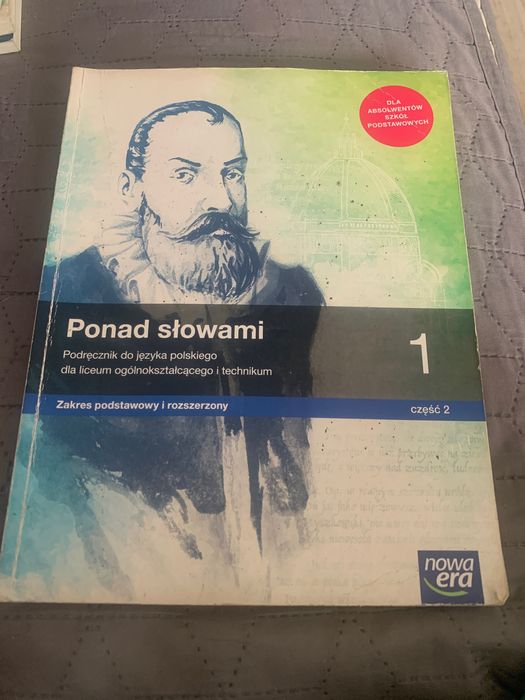 DLA
ABSOLWENTÓW
SZKÓŁ
PODSTAWOWYCH
Ponad słowami
Podręcznik do języka polskiego
dla liceum ogólnokształcącego i technikum
1
Zakres podstawowy i rozszerzony
część 2
nowa
era